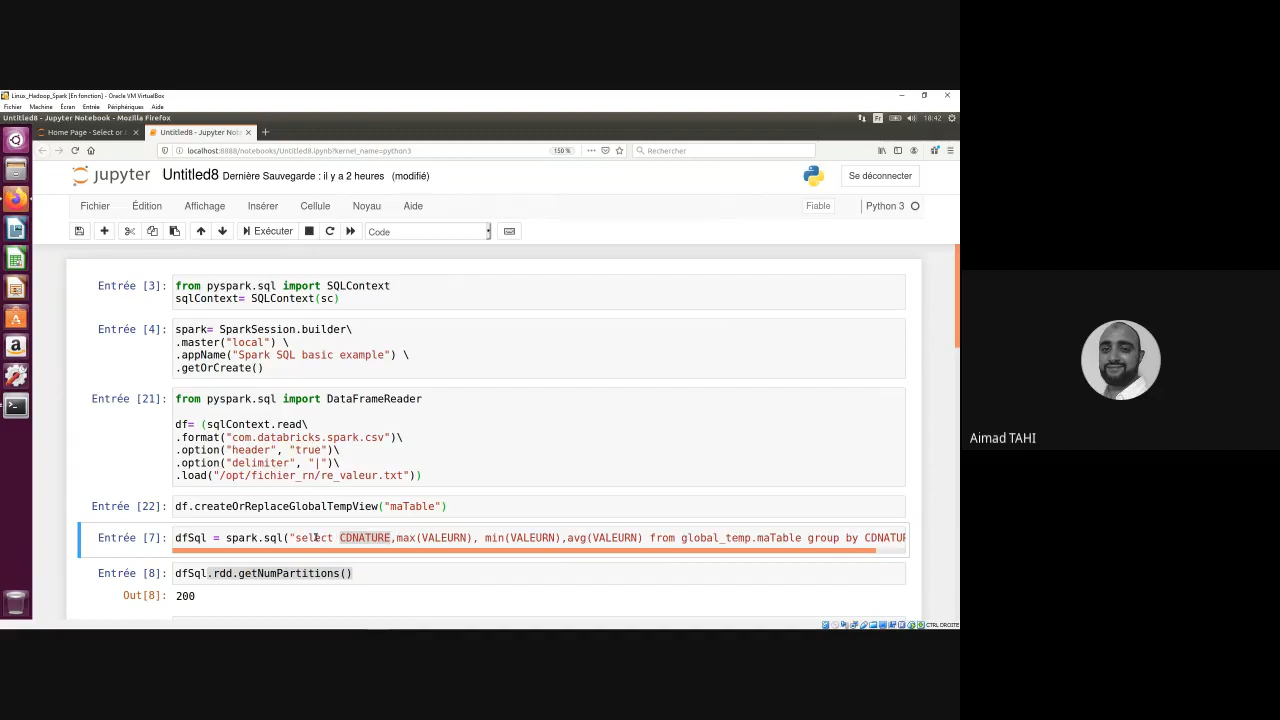 Linux_Hadoop_Spark [En fonction] - Oracle VM VirtualBox
Fichier Machine Écran Entrée Périphériques Aide
Untitled8 - Jupyter Notebook - Mozilla Firefox
Fr 18:42
Home Page - Select or
Untitled8 - Jupyter Note
localhost:8888/notebooks/Untitled8.ipynb?kernel_name=python3
150 %
Rechercher
jupyter Untitled8 Dernière Sauvegarde : il y a 2 heures (modifié)
Se déconnecter
Fichier Édition Affichage Insérer Cellule Noyau Aide
Fiable
Python 3
Exécuter
Code
Entrée [3]: from pyspark.sql import SQLContext
sqlContext= SQLContext(sc)
Entrée [4]: spark= SparkSession.builder\
.master("local") \
.appName("Spark SQL basic example") \
.getOrCreate()
Entrée [21]: from pyspark.sql import DataFrameReader
df= (sqlContext.read\
.format("com.databricks.spark.csv")\
.option("header", "true")\
.option("delimiter", "|")\
.load("/opt/fichier_rn/re_valeur.txt"))
Entrée [22]: df.createOrReplaceGlobalTempView("maTable")
Entrée [7]: dfSql = spark.sql("select CDNATURE,max(VALEURN), min(VALEURN),avg(VALEURN) from global_temp.maTable group by CDNATUR
Entrée [8]: dfSql.rdd.getNumPartitions()
Out[8]: 200
CTRL DROITE
Aimad TAHI